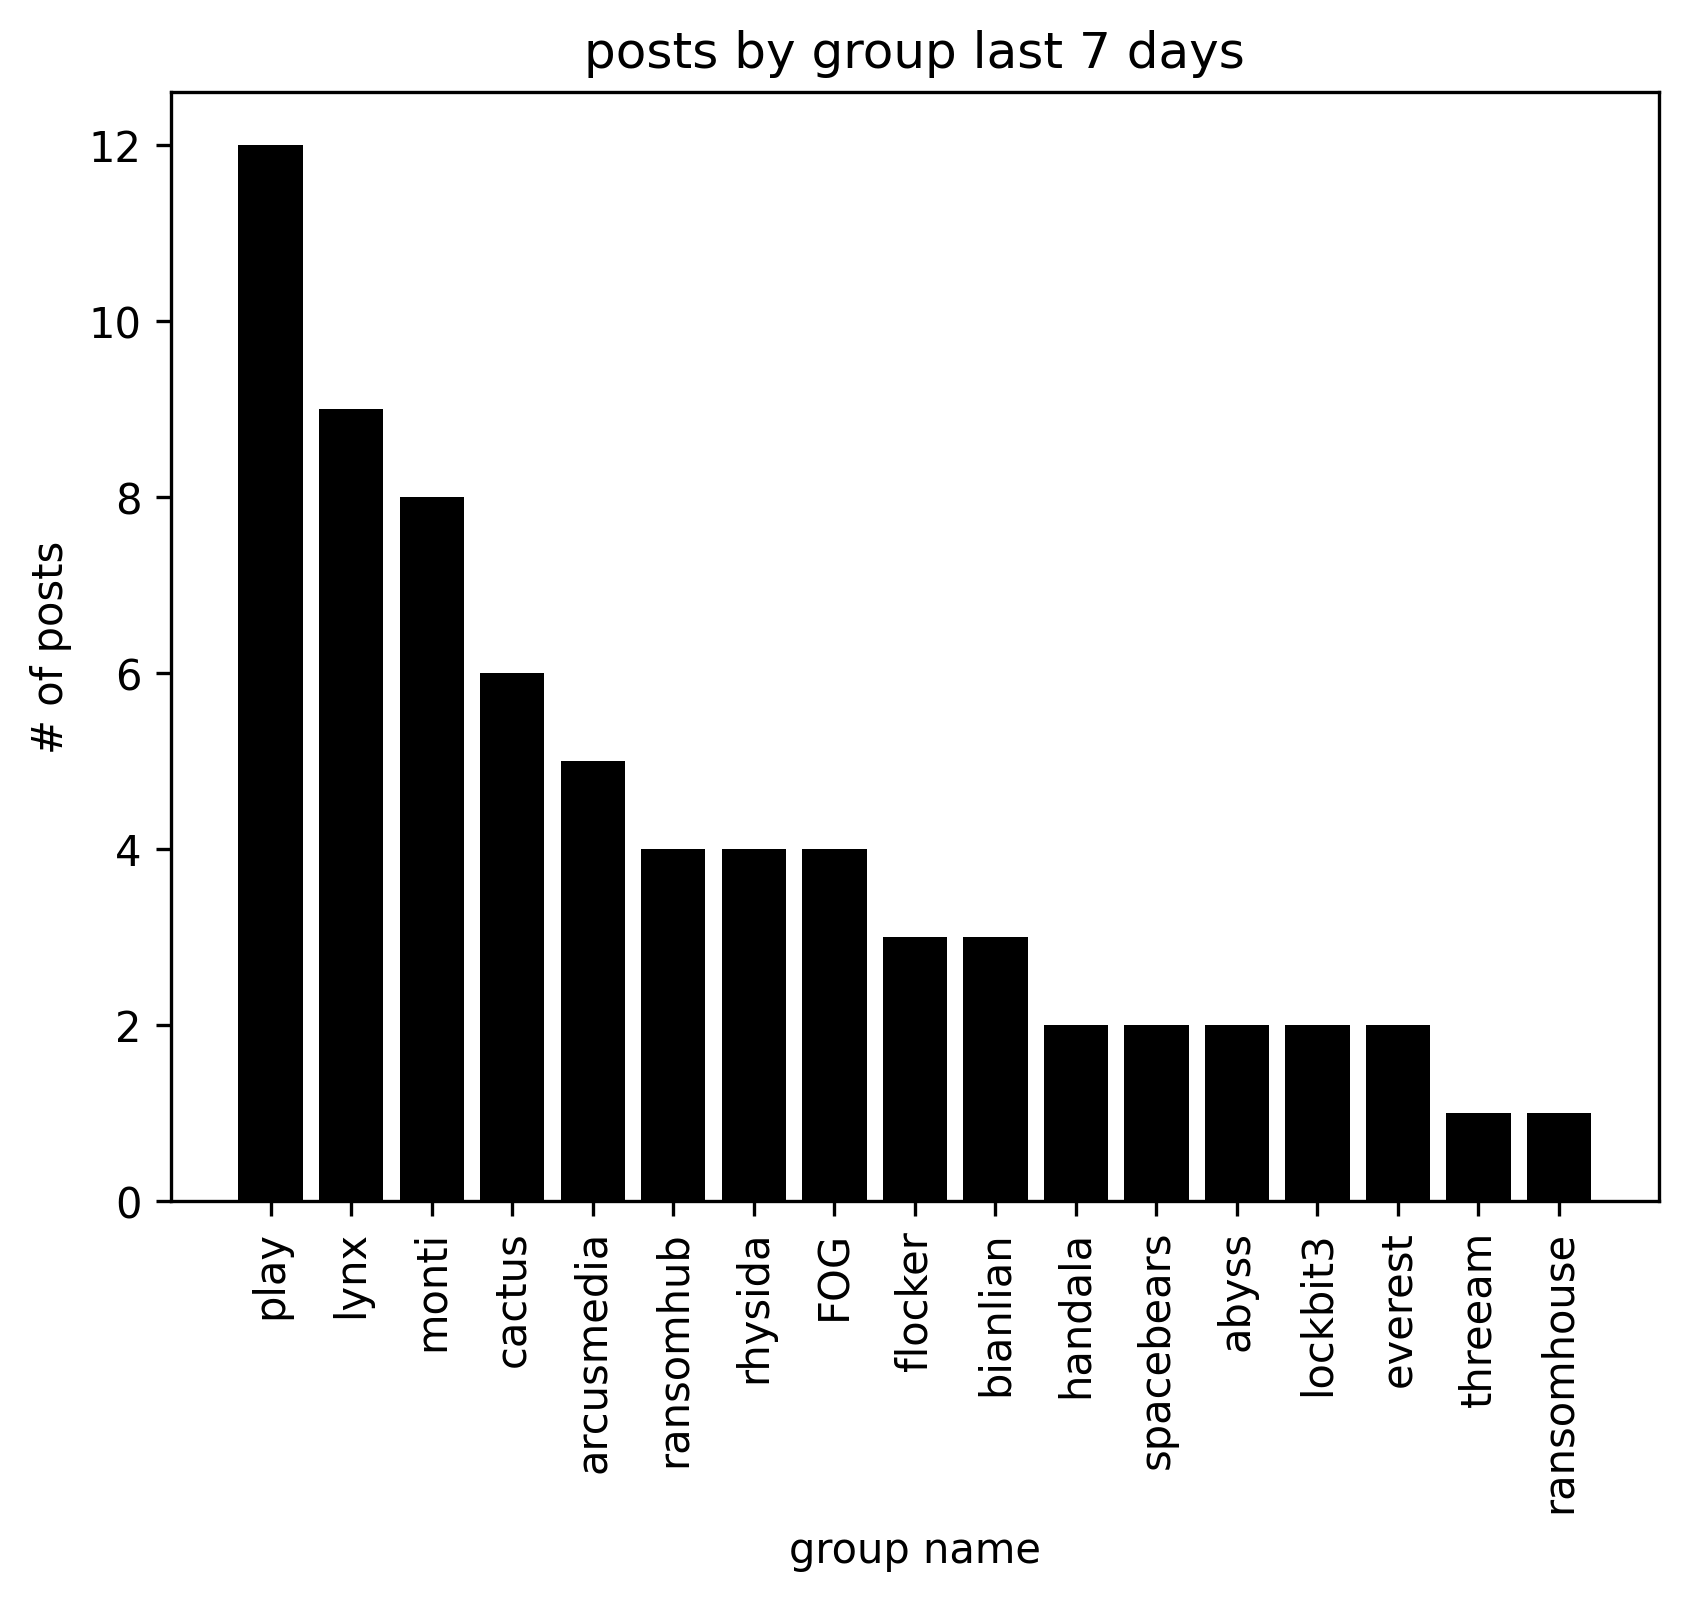 posts by group last 7 days
12
10
8
6
4
2
0
# of posts
play
lynx
monti
cactus
arcusmedia
ransomhub
rhysida
FOG
flocker
bianlian
handala
spacebears
abyss
lockbit3
everest
threeam
ransomhouse
group name